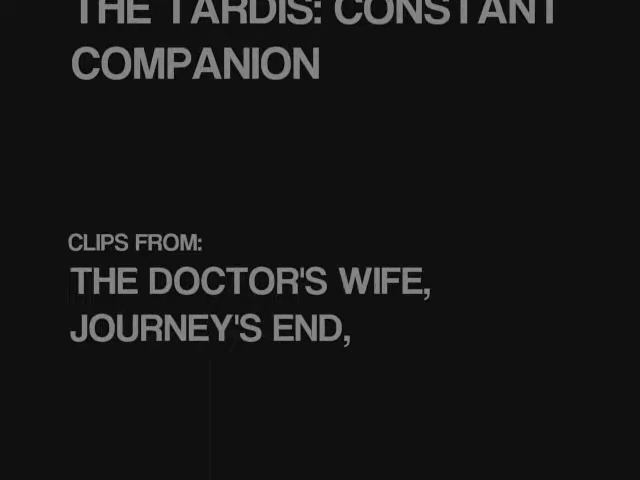 THE TARDIS: CONSTANT
COMPANION
CLIPS FROM:
THE DOCTOR'S WIFE,
JOURNEY'S END,